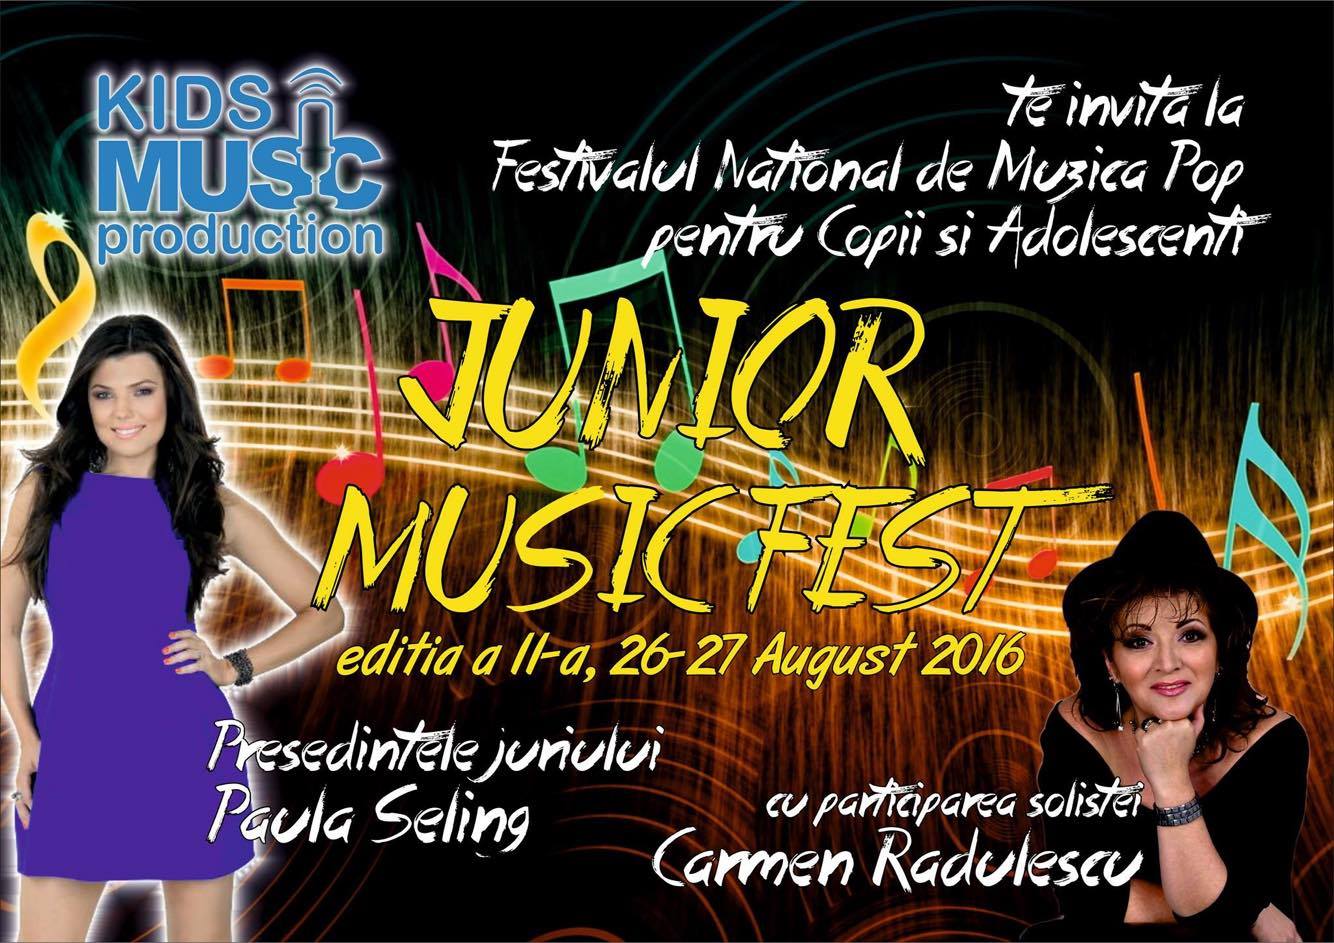 KIDS
MUSIC
production
te invita la
Festivalul National de Muzica Pop
pentru Copii si Adolescenti
JUNIOR
MUSIC FEST
editia a II-a, 26-27 August 2016
Presedintele juriului
Paula Seling
cu participarea solistei
Carmen Radulescu